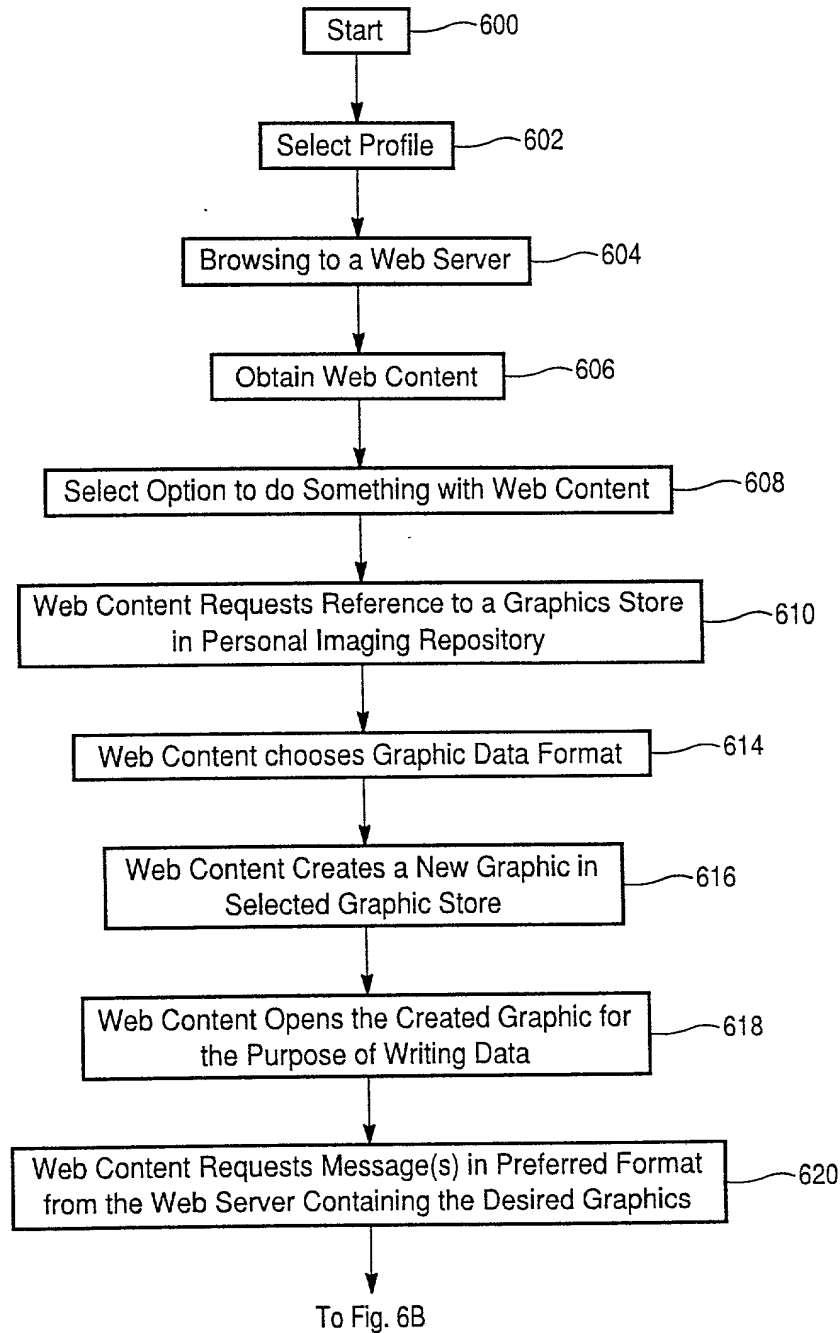 Start
600
Select Profile
602
Browsing to a Web Server
604
Obtain Web Content
606
Select Option to do Something with Web Content
608
Web Content Requests Reference to a Graphics Store
in Personal Imaging Repository
610
Web Content chooses Graphic Data Format
614
Web Content Creates a New Graphic in
Selected Graphic Store
616
Web Content Opens the Created Graphic for
the Purpose of Writing Data
618
Web Content Requests Message(s) in Preferred Format
from the Web Server Containing the Desired Graphics
620
To Fig. 6B